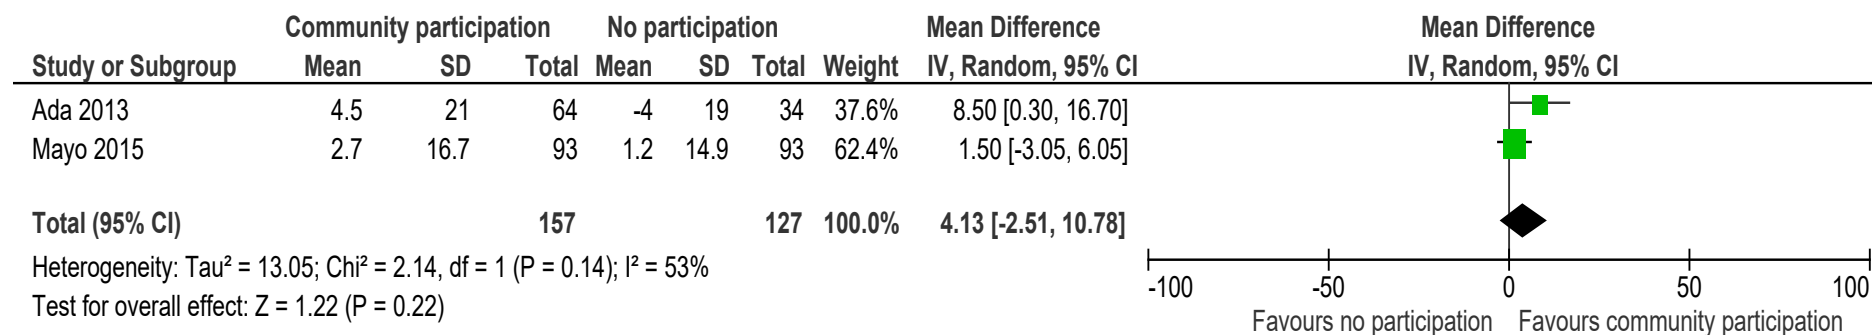 Community participation No participation Mean Difference Mean Difference
Study or Subgroup Mean SD Total Mean SD Total Weight IV, Random, 95% CI IV, Random, 95% CI
Ada 2013 4.5 21 64 -4 19 34 37.6% 8.50 [0.30, 16.70]
Mayo 2015 2.7 16.7 93 1.2 14.9 93 62.4% 1.50 [-3.05, 6.05]
Total (95% CI) 157 127 100.0% 4.13 [-2.51, 10.78]
Heterogeneity: Tau² = 13.05; Chi² = 2.14, df = 1 (P = 0.14); I² = 53%
Test for overall effect: Z = 1.22 (P = 0.22)
-100 -50 0 50 100
Favours no participation Favours community participation